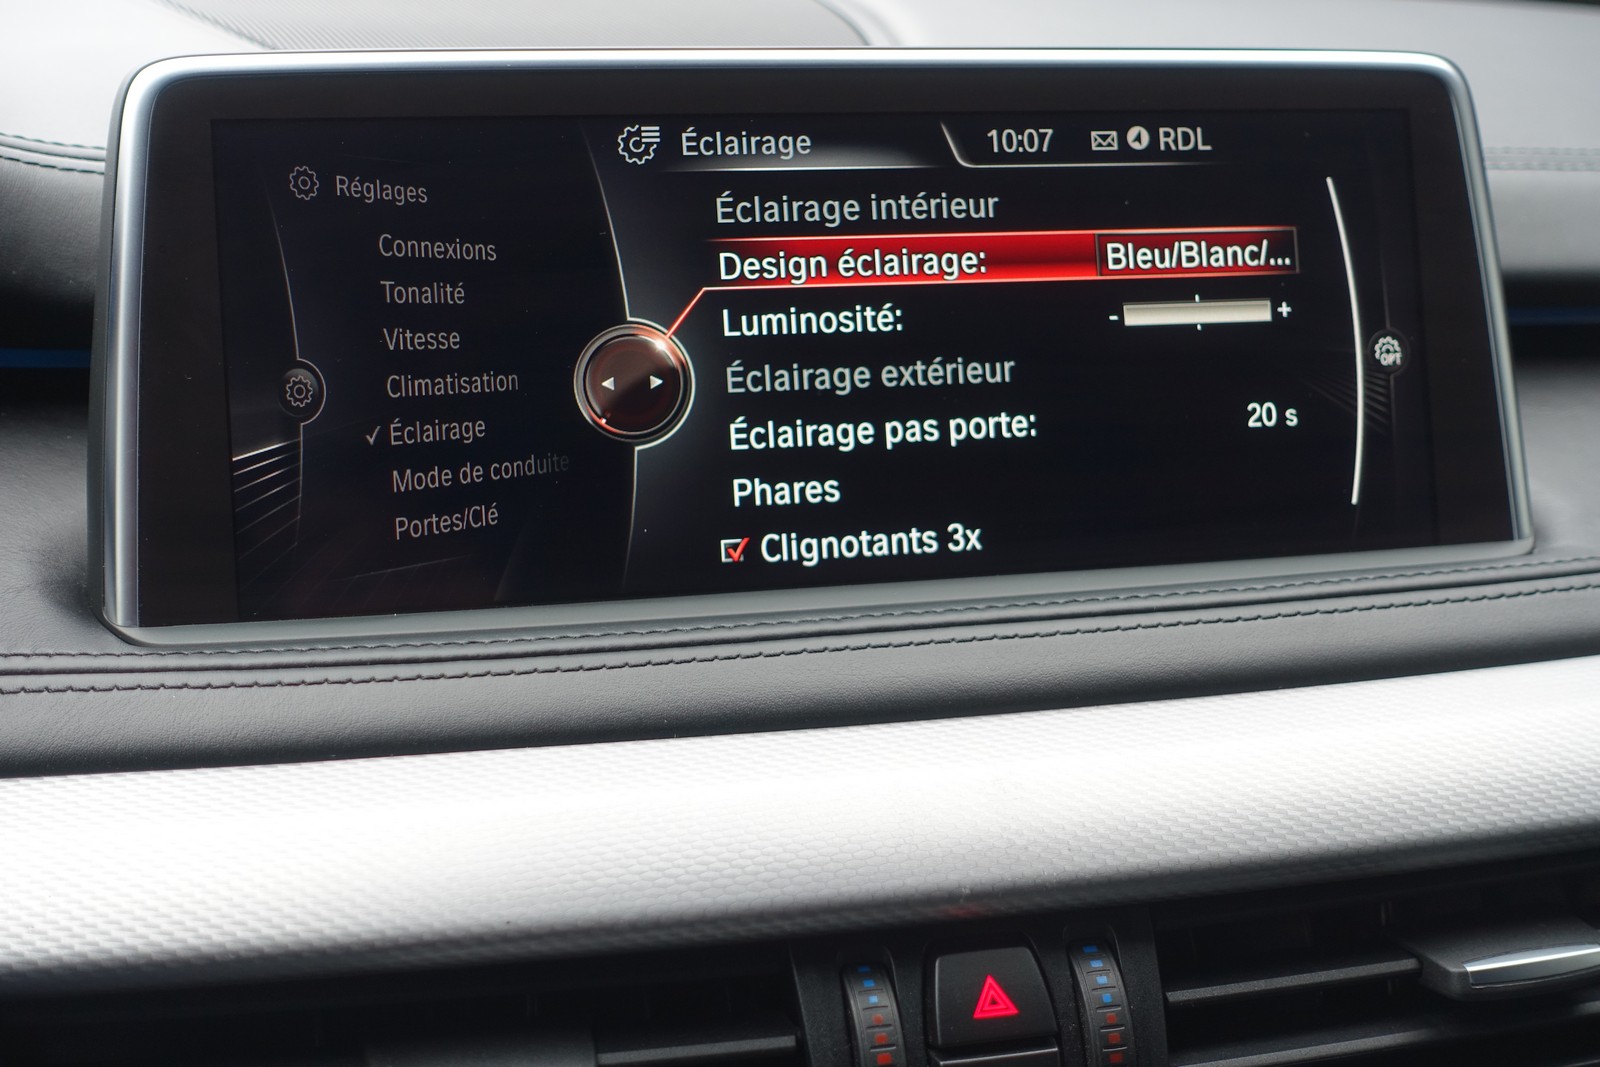 Éclairage
10:07 RDL
Réglages
Connexions
Tonalité
Vitesse
Climatisation
✓ Éclairage
Mode de conduite
Portes/Clé
Éclairage intérieur
Design éclairage: Bleu/Blanc/...
Luminosité: - +
Éclairage extérieur
Éclairage pas porte: 20 s
Phares
Clignotants 3x
OPT